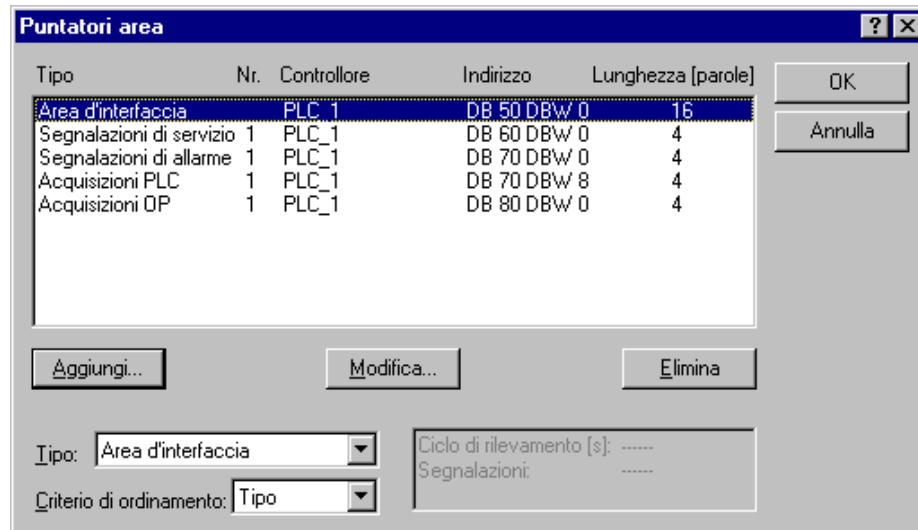 Puntatori area
Tipo Nr. Controllore Indirizzo Lunghezza [parole]
OK
Area d'interfaccia PLC_1 DB 50 DBW 0 16
Segnalazioni di servizio 1 PLC_1 DB 60 DBW 0 4
Annulla
Segnalazioni di allarme 1 PLC_1 DB 70 DBW 0 4
Acquisizioni PLC 1 PLC_1 DB 70 DBW 8 4
Acquisizioni OP 1 PLC_1 DB 80 DBW 0 4
Aggiungi... Modifica... Elimina
Tipo: Area d'interfaccia
Ciclo di rilevamento [s]: ------
Segnalazioni: ------
Criterio di ordinamento: Tipo